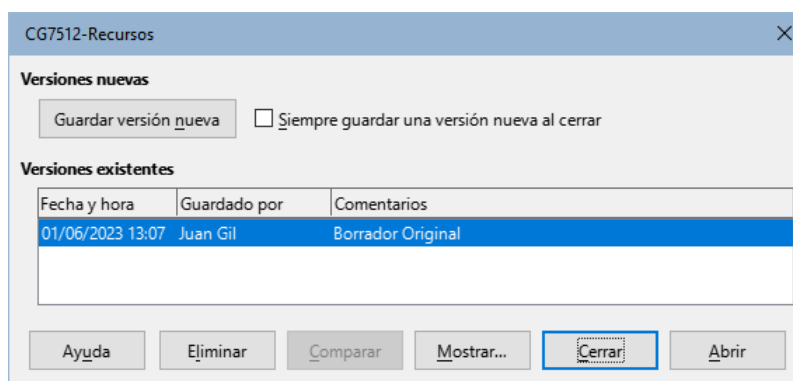 CG7512-Recursos
Versiones nuevas
Guardar versión nueva Siempre guardar una versión nueva al cerrar
Versiones existentes
Fecha y hora Guardado por Comentarios
01/06/2023 13:07 Juan Gil Borrador Original
Ayuda Eliminar Comparar Mostrar... Cerrar Abrir